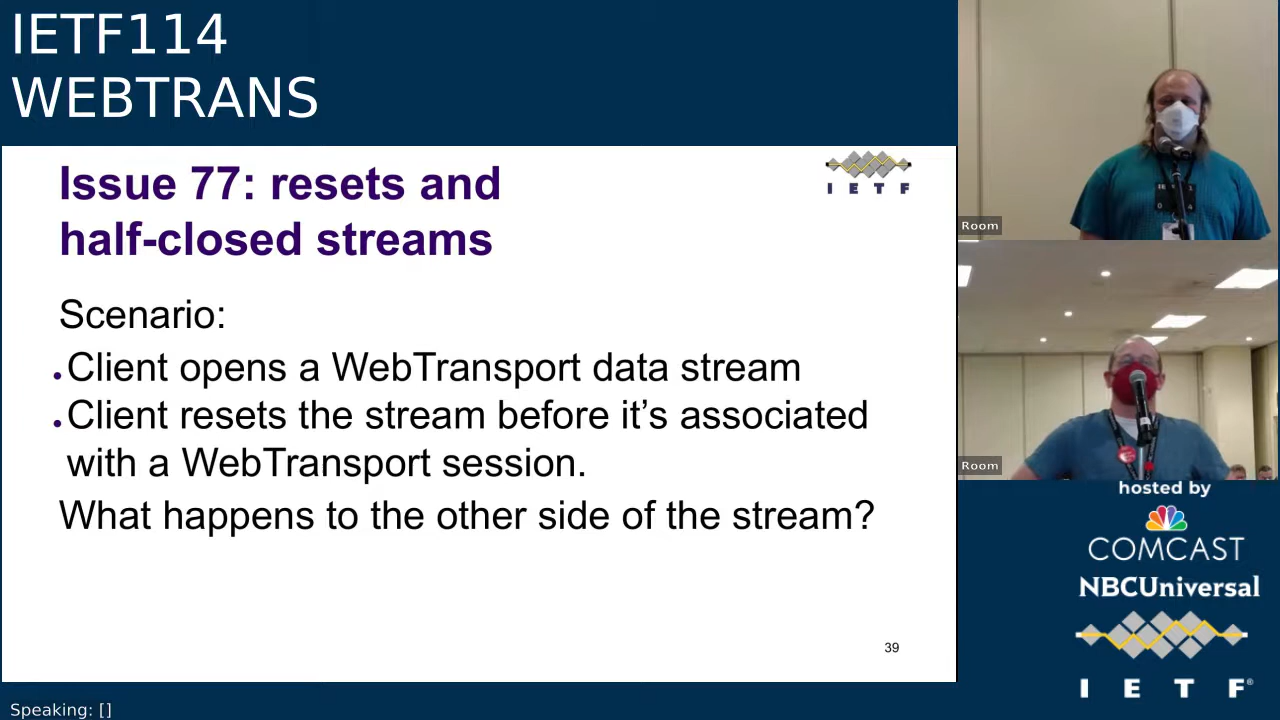 IETF114
WEBTRANS
Issue 77: resets and
half-closed streams
I E T F
Scenario:
•Client opens a WebTransport data stream
•Client resets the stream before it’s associated
with a WebTransport session.
What happens to the other side of the stream?
39
Room
Room
hosted by
COMCAST
NBCUniversal
I E T F®
Speaking: []